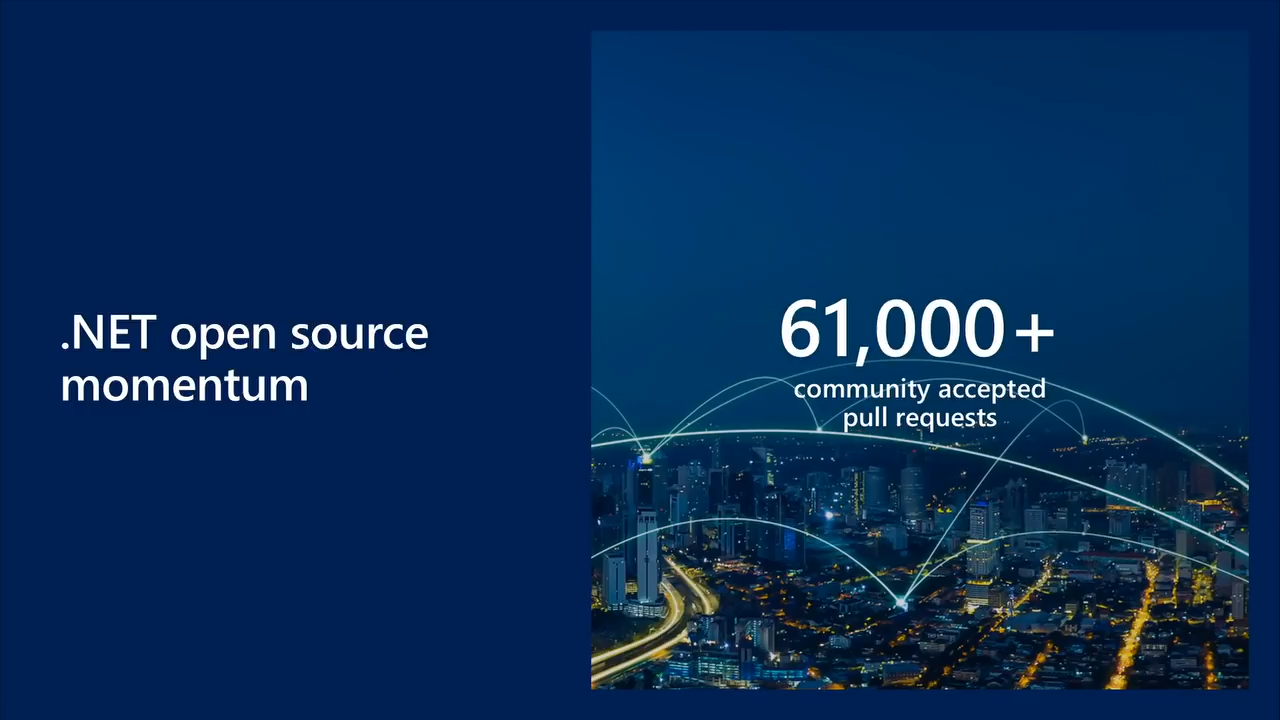 .NET open source
momentum
61,000+
community accepted
pull requests